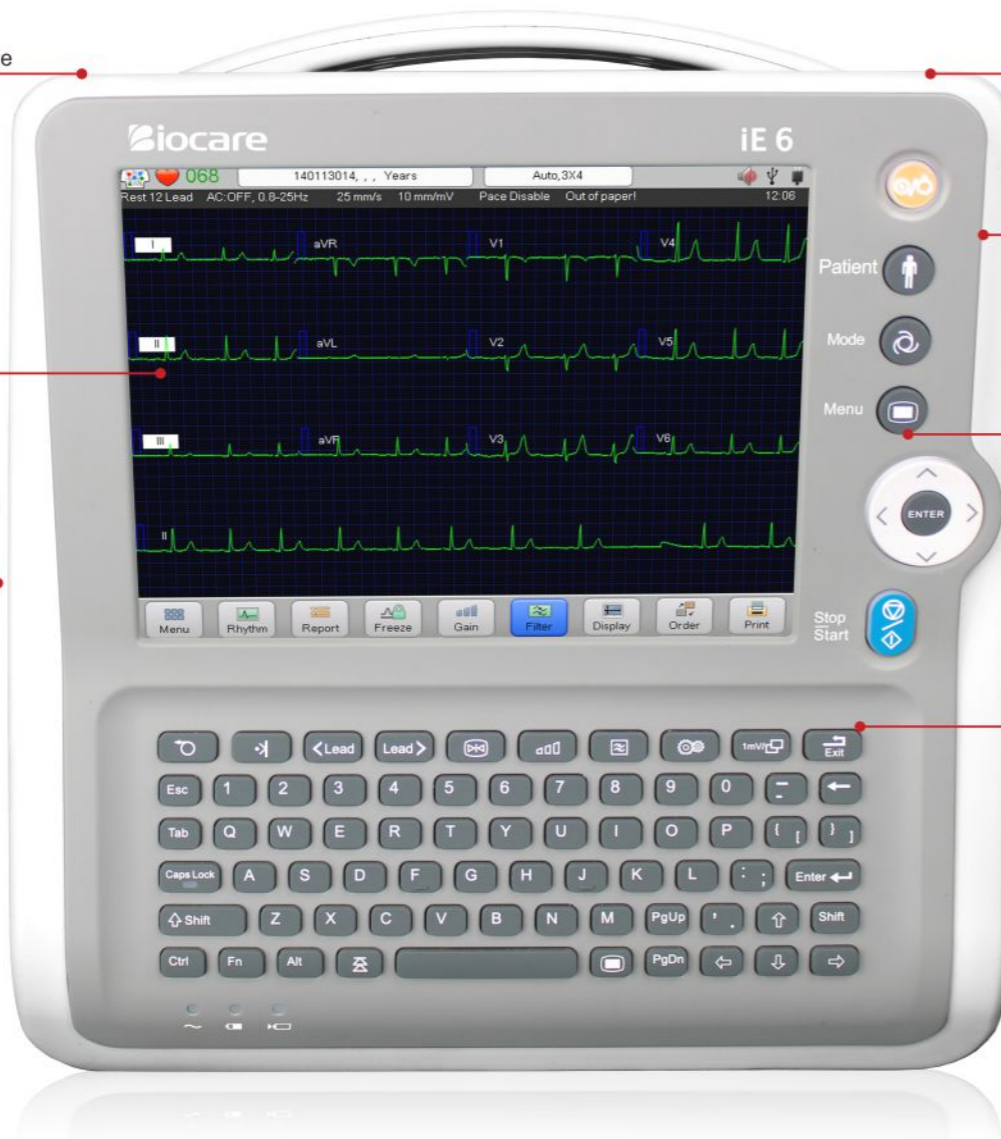 e
Biocare
iE 6
068 140113014, , , Years Auto,3X4
Rest 12 Lead AC:OFF, 0.8-25Hz 25 mm/s 10 mm/mV Pace Disable Out of paper! 12:06
I aVR V1 V4
II aVL V2 V5
III aVF V3 V6
II
Menu Rhythm Report Freeze Gain Filter Display Order Print
Patient
Mode
Menu
ENTER
Stop
Start
<Lead Lead> 1mV/ Exit
Esc 1 2 3 4 5 6 7 8 9 0 — -
Tab Q W E R T Y U I O P { [ } ]
Caps Lock A S D F G H J K L : ; Enter
Shift Z X C V B N M PgUp ' . Shift
Ctrl Fn Alt PgDn